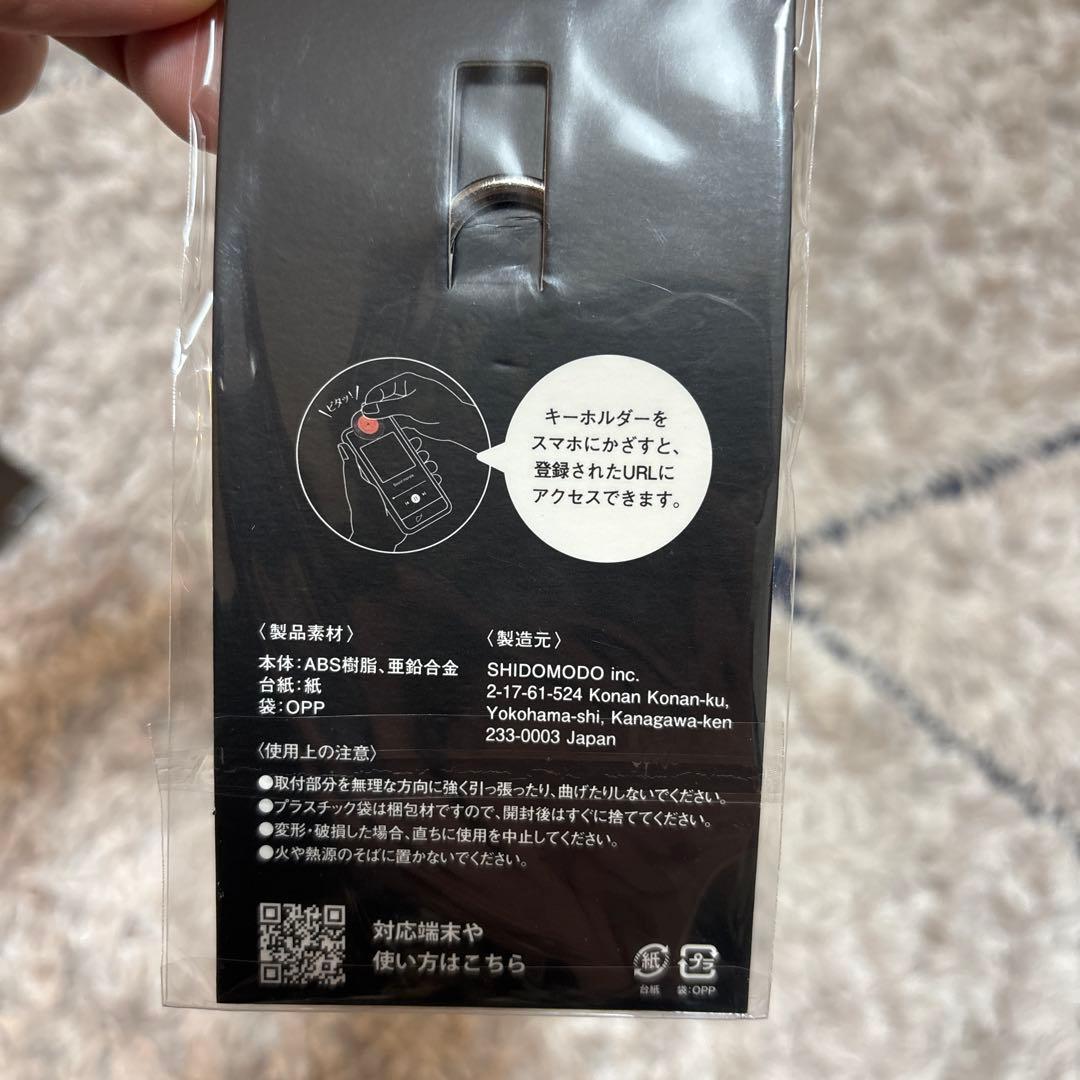 ピタッ!
キーホルダーを
スマホにかざすと、
登録されたURLに
アクセスできます。
〈製品素材〉
本体:ABS樹脂、亜鉛合金
台紙:紙
袋:OPP
〈製造元〉
SHIDOMODO inc.
2-17-61-524 Konan Konan-ku,
Yokohama-shi, Kanagawa-ken
233-0003 Japan
〈使用上の注意〉
●取付部分を無理な方向に強く引っ張ったり、曲げたりしないでください。
●プラスチック袋は梱包材ですので、開封後はすぐに捨ててください。
●変形・破損した場合、直ちに使用を中止してください。
●火や熱源のそばに置かないでください。
対応端末や
使い方はこちら
紙
台紙
プラ
袋:OPP